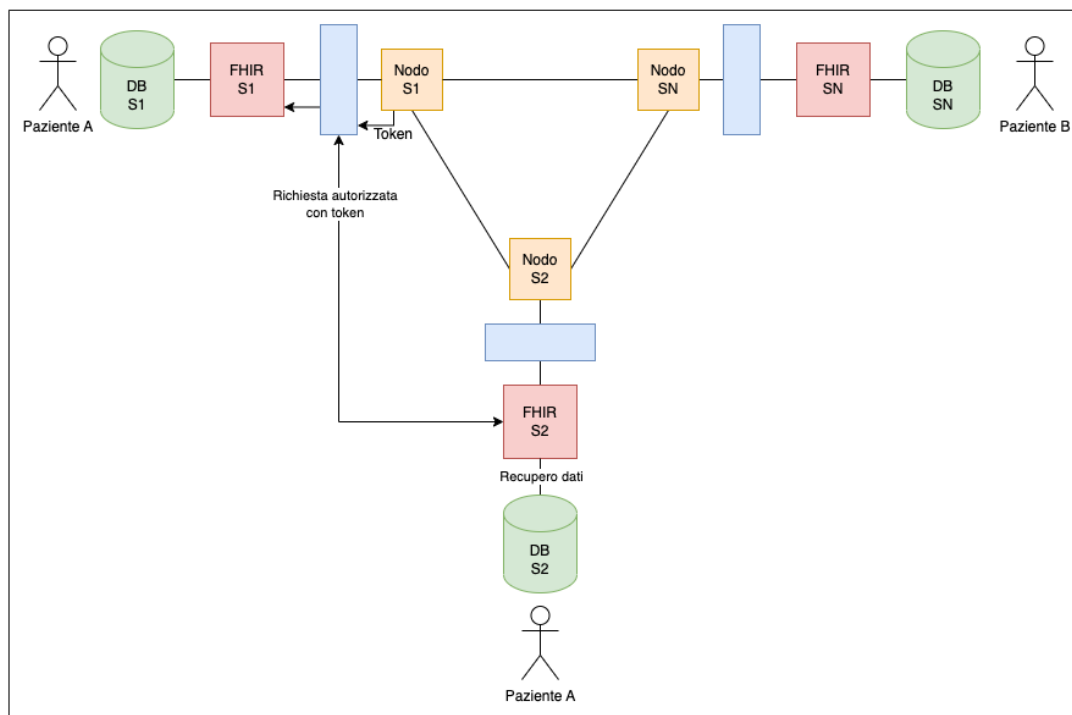 Paziente A
DB
S1
FHIR
S1
Nodo
S1
Token
Nodo
SN
FHIR
SN
DB
SN
Paziente B
Richiesta autorizzata
con token
Nodo
S2
FHIR
S2
Recupero dati
DB
S2
Paziente A